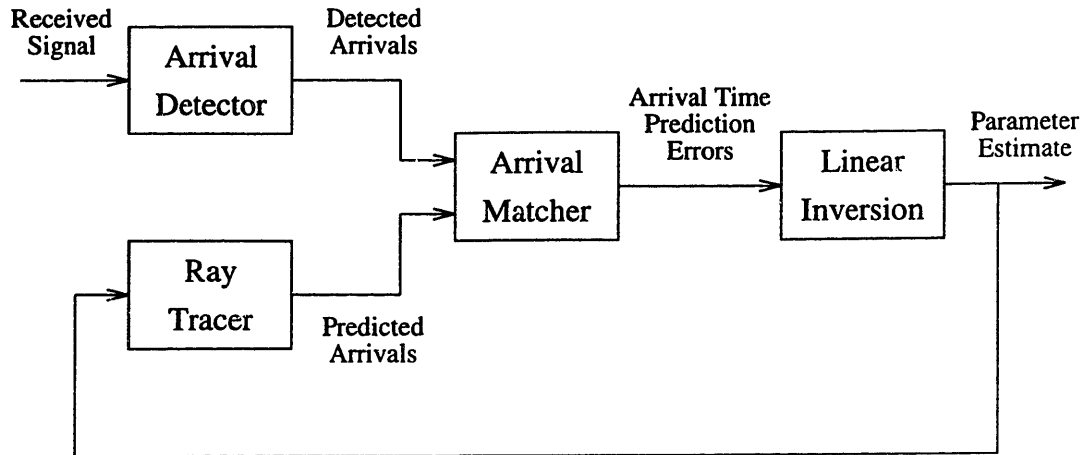 Received
Signal
Arrival
Detector
Detected
Arrivals
Arrival
Matcher
Arrival Time
Prediction
Errors
Linear
Inversion
Parameter
Estimate
Ray
Tracer
Predicted
Arrivals